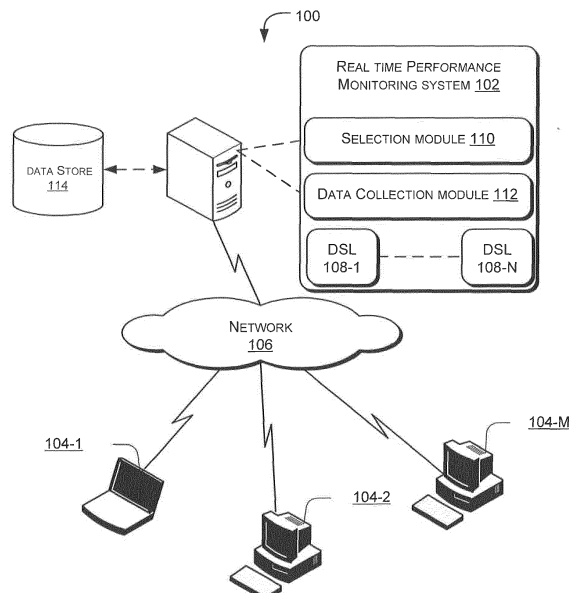 100
REAL TIME PERFORMANCE
MONITORING SYSTEM 102
SELECTION MODULE 110
DATA COLLECTION MODULE 112
DSL
108-1
DSL
108-N
DATA STORE
114
NETWORK
106
104-1
104-2
104-M